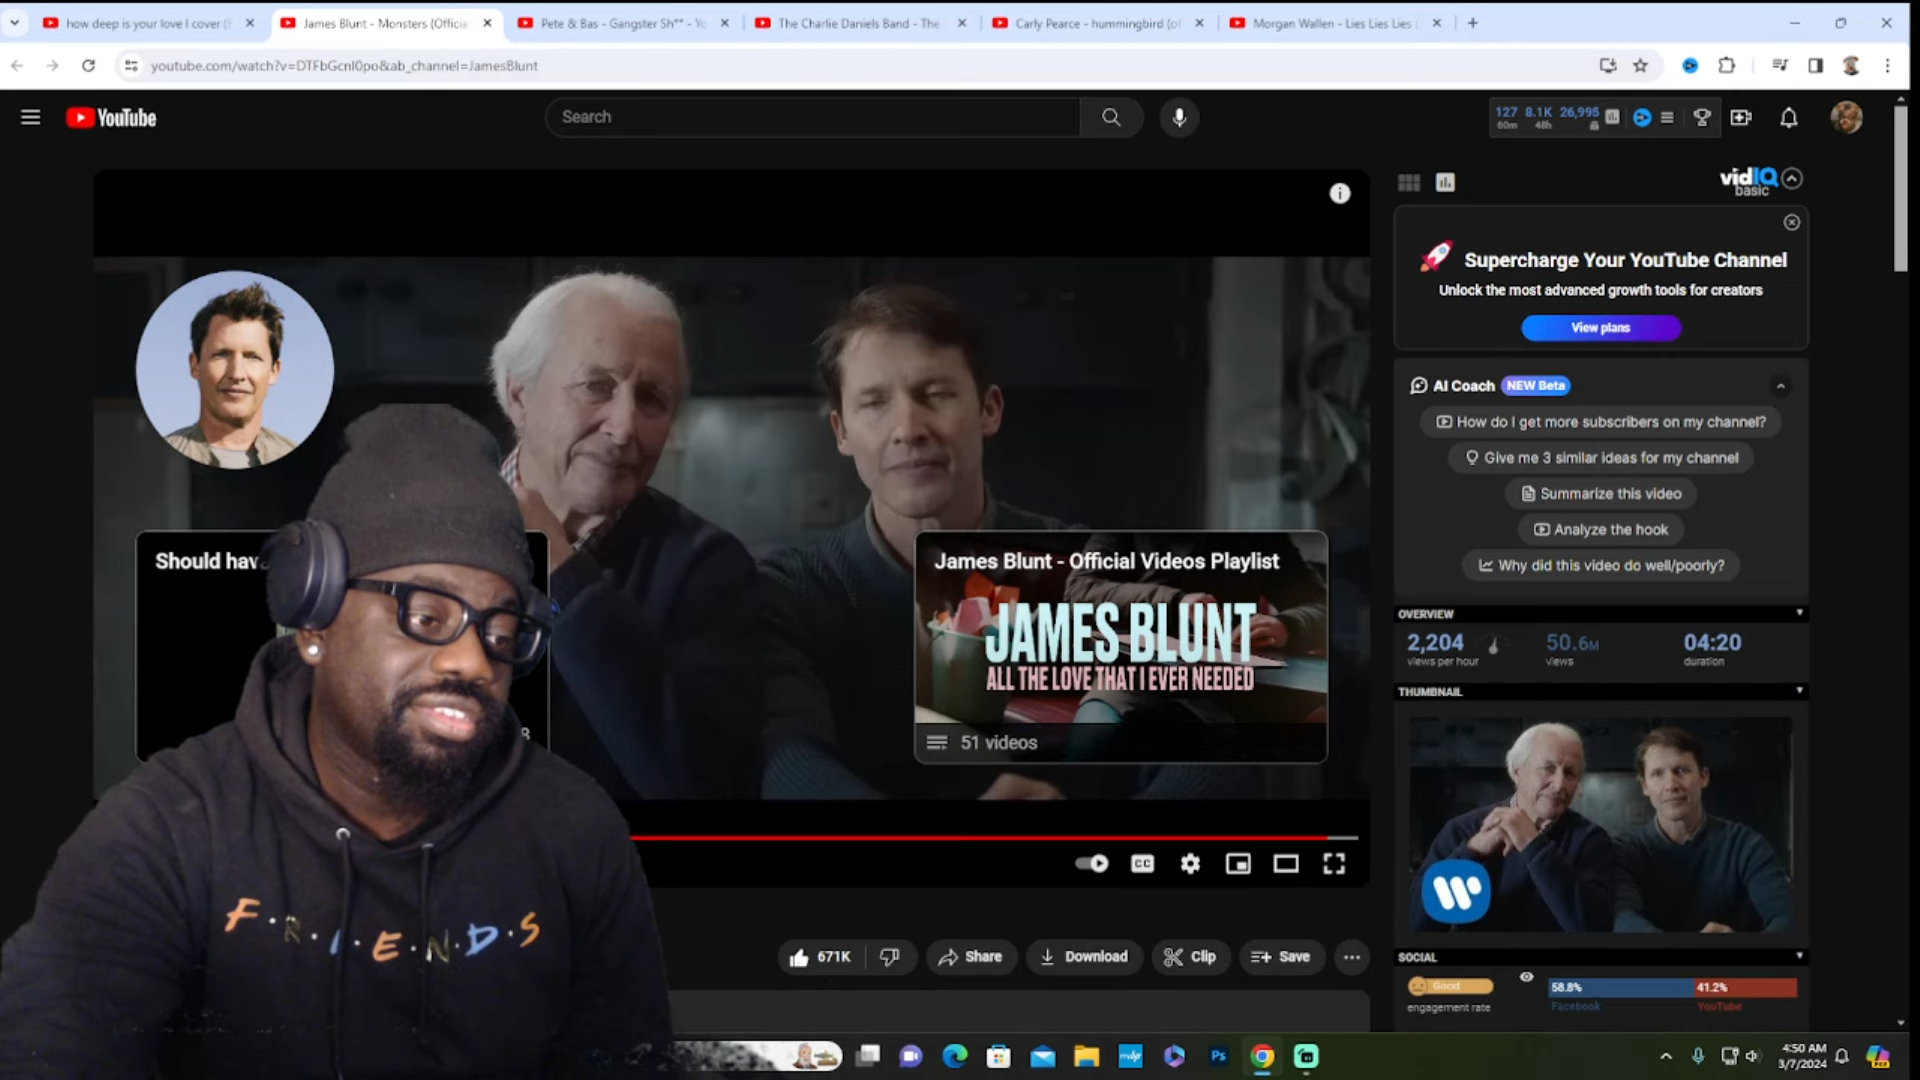 how deep is your love I cover (
James Blunt - Monsters (Officia
Pete & Bas - Gangster Sh** - Yo
The Charlie Daniels Band - The
Carly Pearce - hummingbird (of
Morgan Wallen - Lies Lies Lies (
youtube.com/watch?v=DTFbGcnl0po&ab_channel=JamesBlunt
YouTube
Search
127 8.1K 26,995
60m 48h
vidIQ
basic
Supercharge Your YouTube Channel
Unlock the most advanced growth tools for creators
View plans
AI Coach NEW Beta
How do I get more subscribers on my channel?
Give me 3 similar ideas for my channel
Summarize this video
Analyze the hook
Why did this video do well/poorly?
Should hav
James Blunt - Official Videos Playlist
JAMES BLUNT
ALL THE LOVE THAT I EVER NEEDED
51 videos
8
CC
OVERVIEW
2,204 50.6M 04:20
views per hour views duration
THUMBNAIL
W
F·R·I·E·N·D·S
671K Share Download Clip Save
SOCIAL
Good
engagement rate
58.8% 41.2%
Facebook YouTube
Ps
4:50 AM
3/7/2024